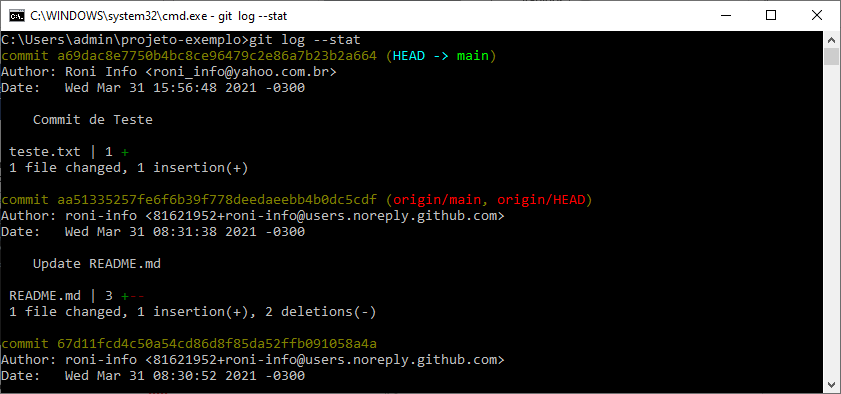 C:\WINDOWS\system32\cmd.exe - git log --stat
C:\Users\admin\projeto-exemplo>git log --stat
commit a69dac8e7750b4bc8ce96479c2e86a7b23b2a664 (HEAD -> main)
Author: Roni Info <roni_info@yahoo.com.br>
Date:   Wed Mar 31 15:56:48 2021 -0300
    Commit de Teste
 teste.txt | 1 +
 1 file changed, 1 insertion(+)
commit aa51335257fe6f6b39f778deedaeebb4b0dc5cdf (origin/main, origin/HEAD)
Author: roni-info <81621952+roni-info@users.noreply.github.com>
Date:   Wed Mar 31 08:31:38 2021 -0300
    Update README.md
 README.md | 3 +--
 1 file changed, 1 insertion(+), 2 deletions(-)
commit 67d11fcd4c50a54cd86d8f85da52ffb091058a4a
Author: roni-info <81621952+roni-info@users.noreply.github.com>
Date:   Wed Mar 31 08:30:52 2021 -0300